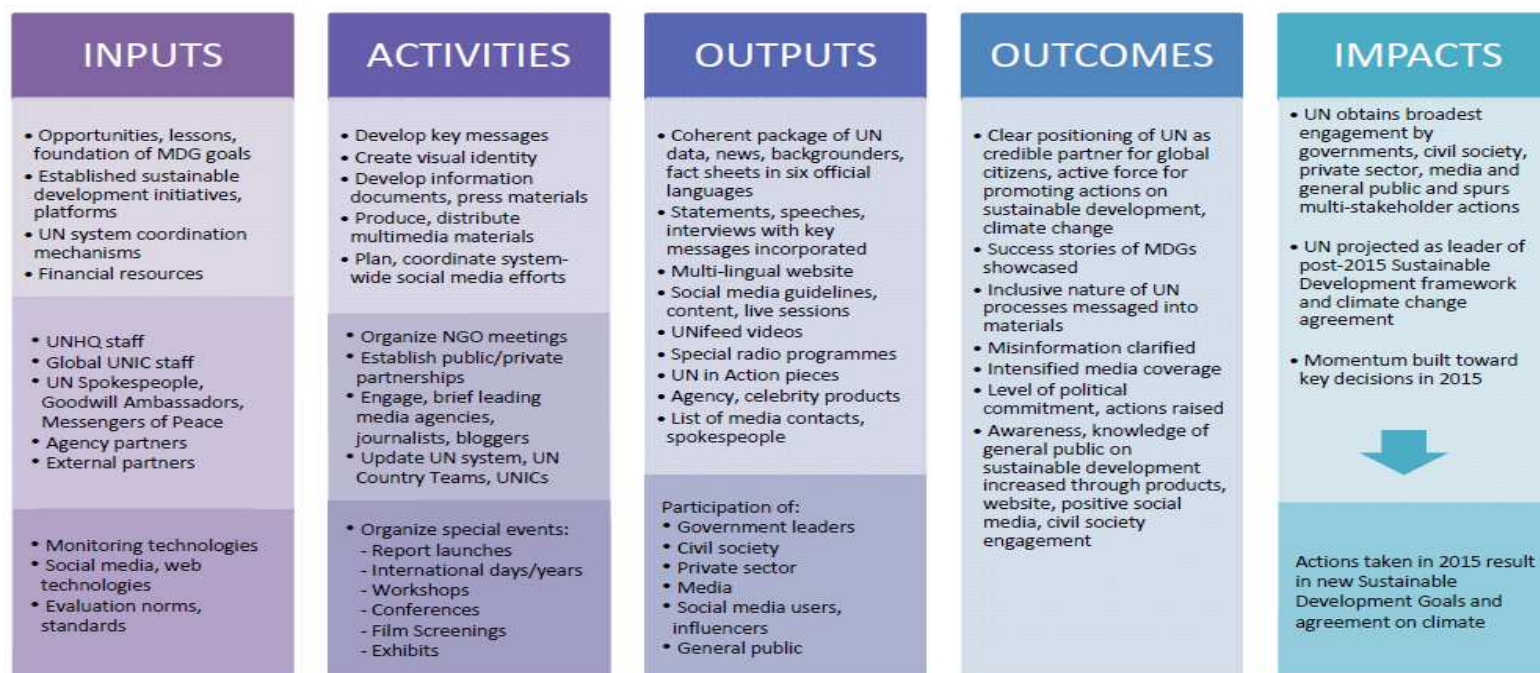 INPUTS
• Opportunities, lessons,
foundation of MDG goals
• Established sustainable
development initiatives,
platforms
• UN system coordination
mechanisms
• Financial resources
• UNHQ staff
• Global UNIC staff
• UN Spokespeople,
Goodwill Ambassadors,
Messengers of Peace
• Agency partners
• External partners
• Monitoring technologies
• Social media, web
technologies
• Evaluation norms,
standards
ACTIVITIES
• Develop key messages
• Create visual identity
• Develop information
documents, press materials
• Produce, distribute
multimedia materials
• Plan, coordinate system-
wide social media efforts
• Organize NGO meetings
• Establish public/private
partnerships
• Engage, brief leading
media agencies,
journalists, bloggers
• Update UN system, UN
Country Teams, UNICs
• Organize special events:
- Report launches
- International days/years
- Workshops
- Conferences
- Film Screenings
- Exhibits
OUTPUTS
• Coherent package of UN
data, news, backgrounders,
fact sheets in six official
languages
• Statements, speeches,
interviews with key
messages incorporated
• Multi-lingual website
• Social media guidelines,
content, live sessions
• UNifeed videos
• Special radio programmes
• UN in Action pieces
• Agency, celebrity products
• List of media contacts,
spokespeople
Participation of:
• Government leaders
• Civil society
• Private sector
• Media
• Social media users,
influencers
• General public
OUTCOMES
• Clear positioning of UN as
credible partner for global
citizens, active force for
promoting actions on
sustainable development,
climate change
• Success stories of MDGs
showcased
• Inclusive nature of UN
processes messaged into
materials
• Misinformation clarified
• Intensified media coverage
• Level of political
commitment, actions raised
• Awareness, knowledge of
general public on
sustainable development
increased through products,
website, positive social
media, civil society
engagement
IMPACTS
• UN obtains broadest
engagement by
governments, civil society,
private sector, media and
general public and spurs
multi-stakeholder actions
• UN projected as leader of
post-2015 Sustainable
Development framework
and climate change
agreement
• Momentum built toward
key decisions in 2015
Actions taken in 2015 result
in new Sustainable
Development Goals and
agreement on climate